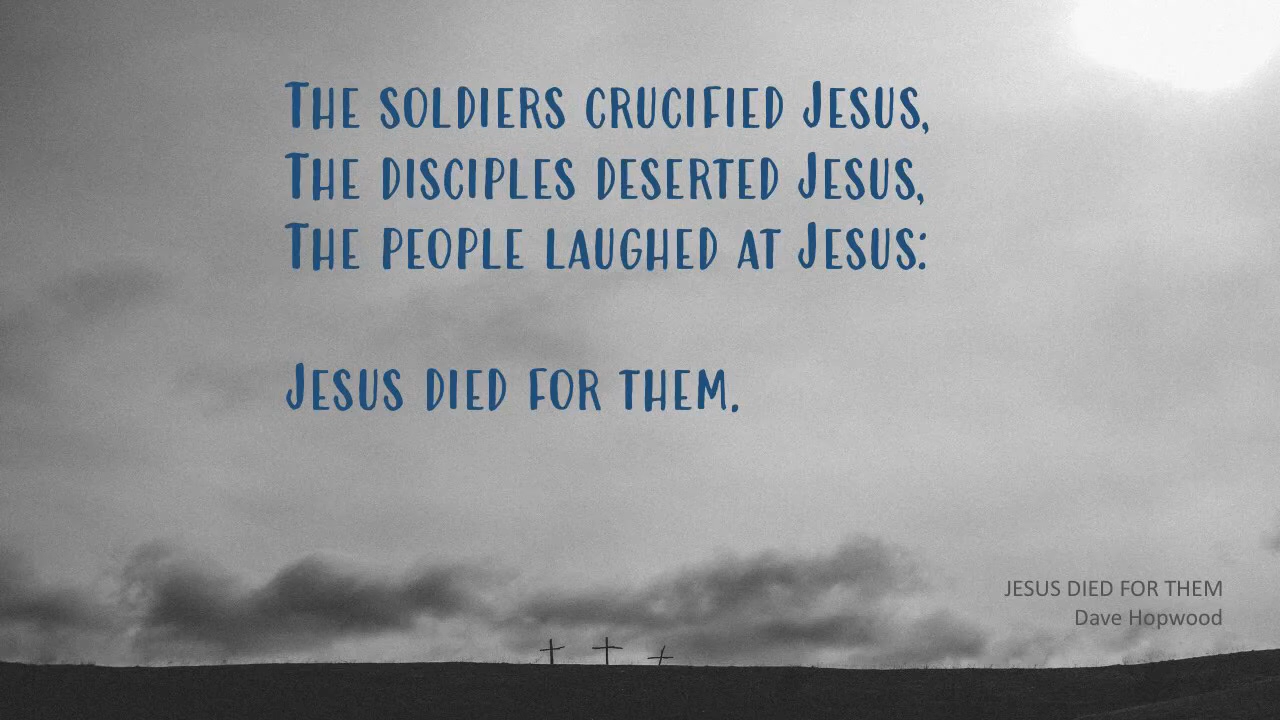 The soldiers crucified Jesus,
The disciples deserted Jesus,
The people laughed at Jesus:
Jesus died for them.
JESUS DIED FOR THEM
Dave Hopwood